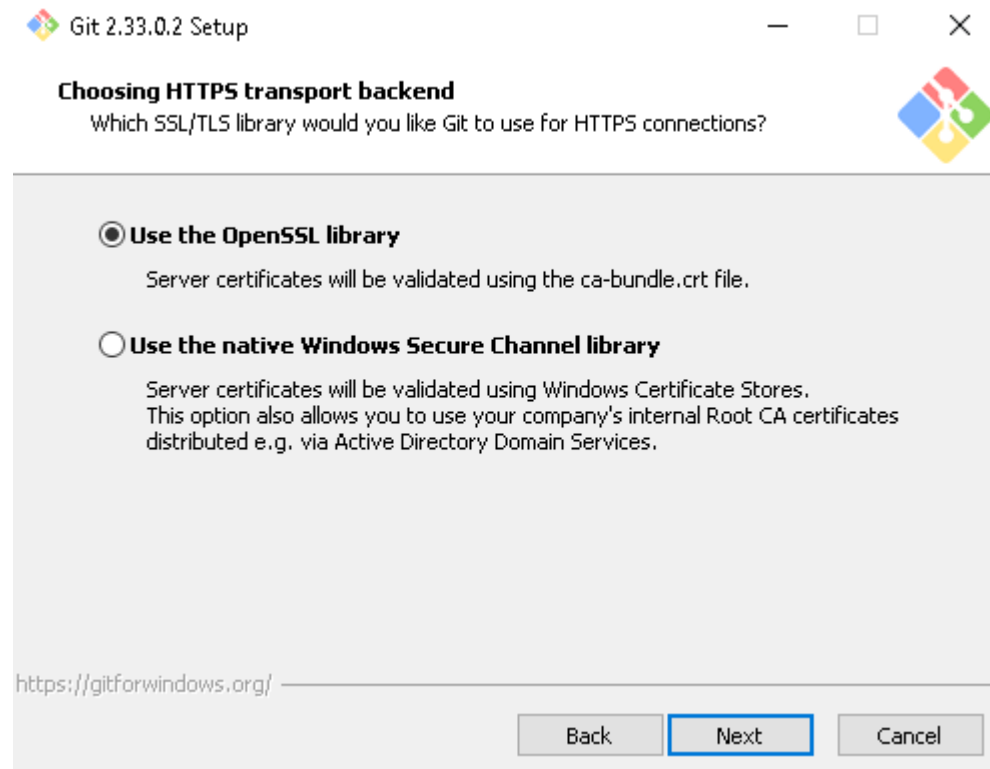 Git 2.33.0.2 Setup
Choosing HTTPS transport backend
Which SSL/TLS library would you like Git to use for HTTPS connections?
Use the OpenSSL library
Server certificates will be validated using the ca-bundle.crt file.
Use the native Windows Secure Channel library
Server certificates will be validated using Windows Certificate Stores.
This option also allows you to use your company's internal Root CA certificates
distributed e.g. via Active Directory Domain Services.
https://gitforwindows.org/
Back Next Cancel